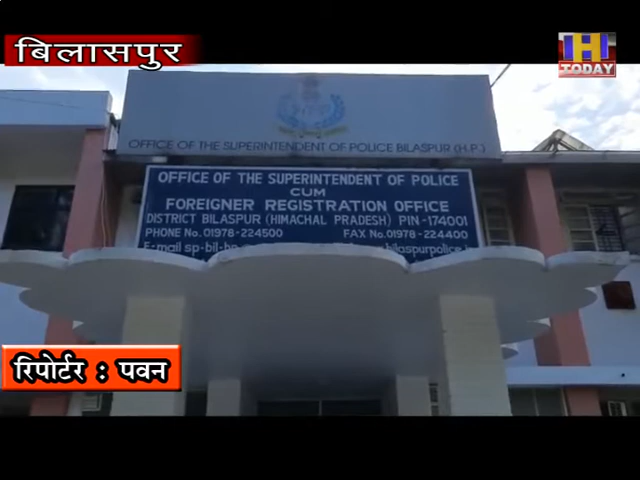 बिलासपुर
HI
TODAY
OFFICE OF THE SUPERINTENDENT OF POLICE BILASPUR (H.P.)
OFFICE OF THE SUPERINTENDENT OF POLICE
CUM
FOREIGNER REGISTRATION OFFICE
DISTRICT BILASPUR (HIMACHAL PRADESH) PIN-174001
PHONE No.01978-224500 FAX No.01978-224400
रिपोर्टर : पवन